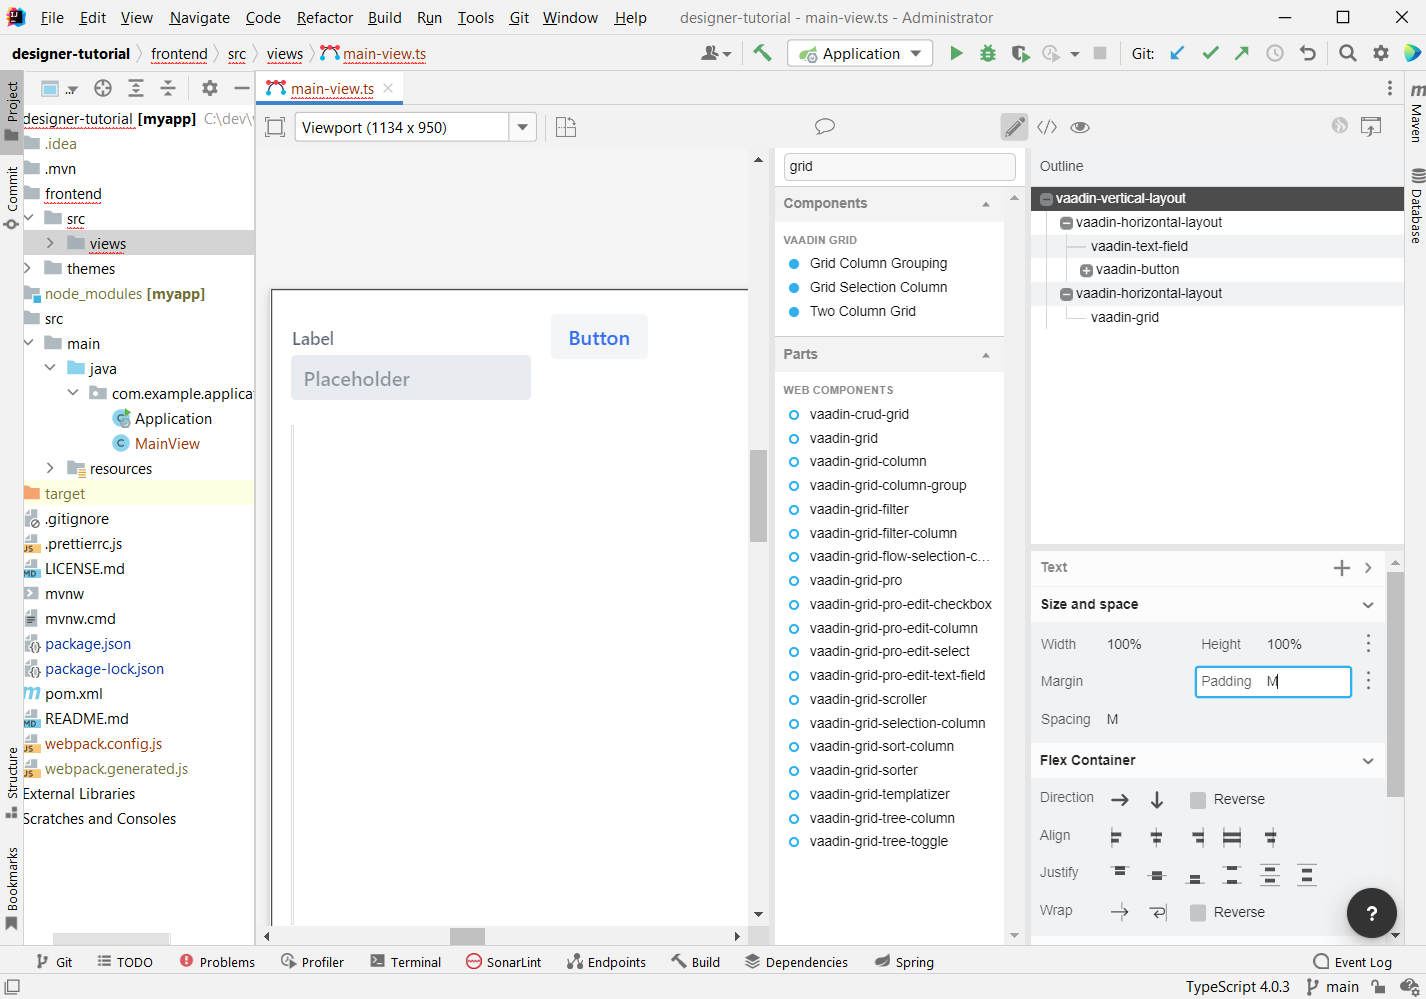 File Edit View Navigate Code Refactor Build Run Tools Git Window Help designer-tutorial - main-view.ts - Administrator
designer-tutorial frontend src views main-view.ts Application Git:
Project
Commit
Structure
Bookmarks
designer-tutorial [myapp] C:\dev\
.idea
.mvn
frontend
src
views
themes
node_modules [myapp]
src
main
java
com.example.applica
Application
MainView
resources
target
.gitignore
.prettierrc.js
LICENSE.md
mvnw
mvnw.cmd
package.json
package-lock.json
pom.xml
README.md
webpack.config.js
webpack.generated.js
External Libraries
Scratches and Consoles
main-view.ts
Viewport (1134 x 950)
Label
Placeholder
Button
grid
Components
VAADIN GRID
Grid Column Grouping
Grid Selection Column
Two Column Grid
Parts
WEB COMPONENTS
vaadin-crud-grid
vaadin-grid
vaadin-grid-column
vaadin-grid-column-group
vaadin-grid-filter
vaadin-grid-filter-column
vaadin-grid-flow-selection-c...
vaadin-grid-pro
vaadin-grid-pro-edit-checkbox
vaadin-grid-pro-edit-column
vaadin-grid-pro-edit-select
vaadin-grid-pro-edit-text-field
vaadin-grid-scroller
vaadin-grid-selection-column
vaadin-grid-sort-column
vaadin-grid-sorter
vaadin-grid-templatizer
vaadin-grid-tree-column
vaadin-grid-tree-toggle
Outline
vaadin-vertical-layout
vaadin-horizontal-layout
vaadin-text-field
vaadin-button
vaadin-horizontal-layout
vaadin-grid
Text
Size and space
Width 100% Height 100%
Margin Padding M
Spacing M
Flex Container
Direction Reverse
Align
Justify
Wrap Reverse
?
m
Maven
Database
Git TODO Problems Profiler Terminal SonarLint Endpoints Build Dependencies Spring Event Log
TypeScript 4.0.3 main